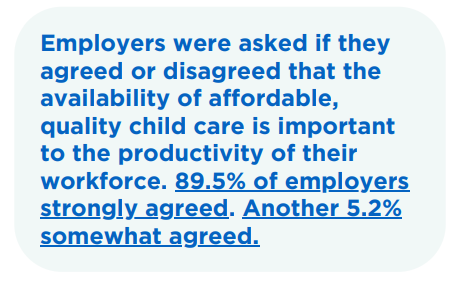 Employers were asked if they
agreed or disagreed that the
availability of affordable,
quality child care is important
to the productivity of their
workforce. 89.5% of employers
strongly agreed. Another 5.2%
somewhat agreed.